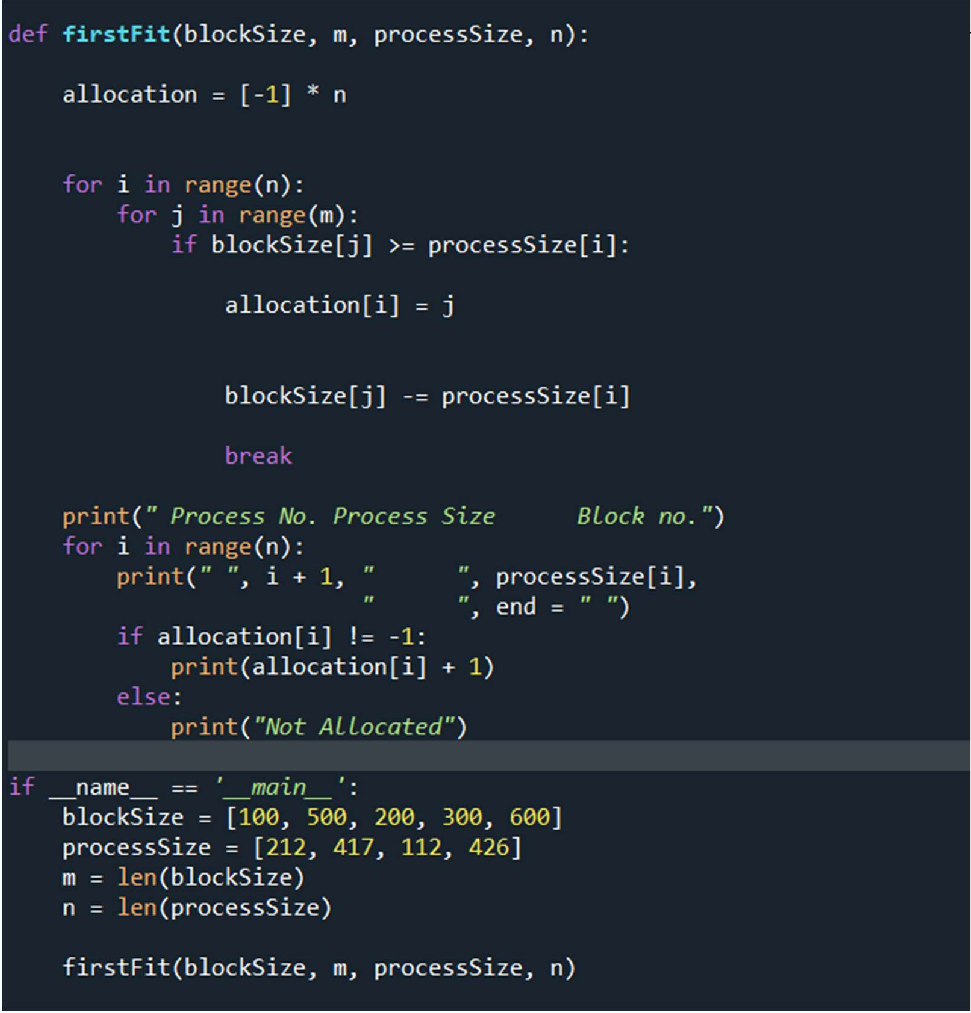 def firstFit(blockSize, m, processSize, n):
    allocation = [-1] * n
    for i in range(n):
        for j in range(m):
            if blockSize[j] >= processSize[i]:
                allocation[i] = j
                blockSize[j] -= processSize[i]
                break
    print(" Process No. Process Size      Block no.")
    for i in range(n):
        print(" ", i + 1, "      ", processSize[i],
                          "      ", end = " ")
        if allocation[i] != -1:
            print(allocation[i] + 1)
        else:
            print("Not Allocated")
if __name__ == '__main__':
    blockSize = [100, 500, 200, 300, 600]
    processSize = [212, 417, 112, 426]
    m = len(blockSize)
    n = len(processSize)
    firstFit(blockSize, m, processSize, n)